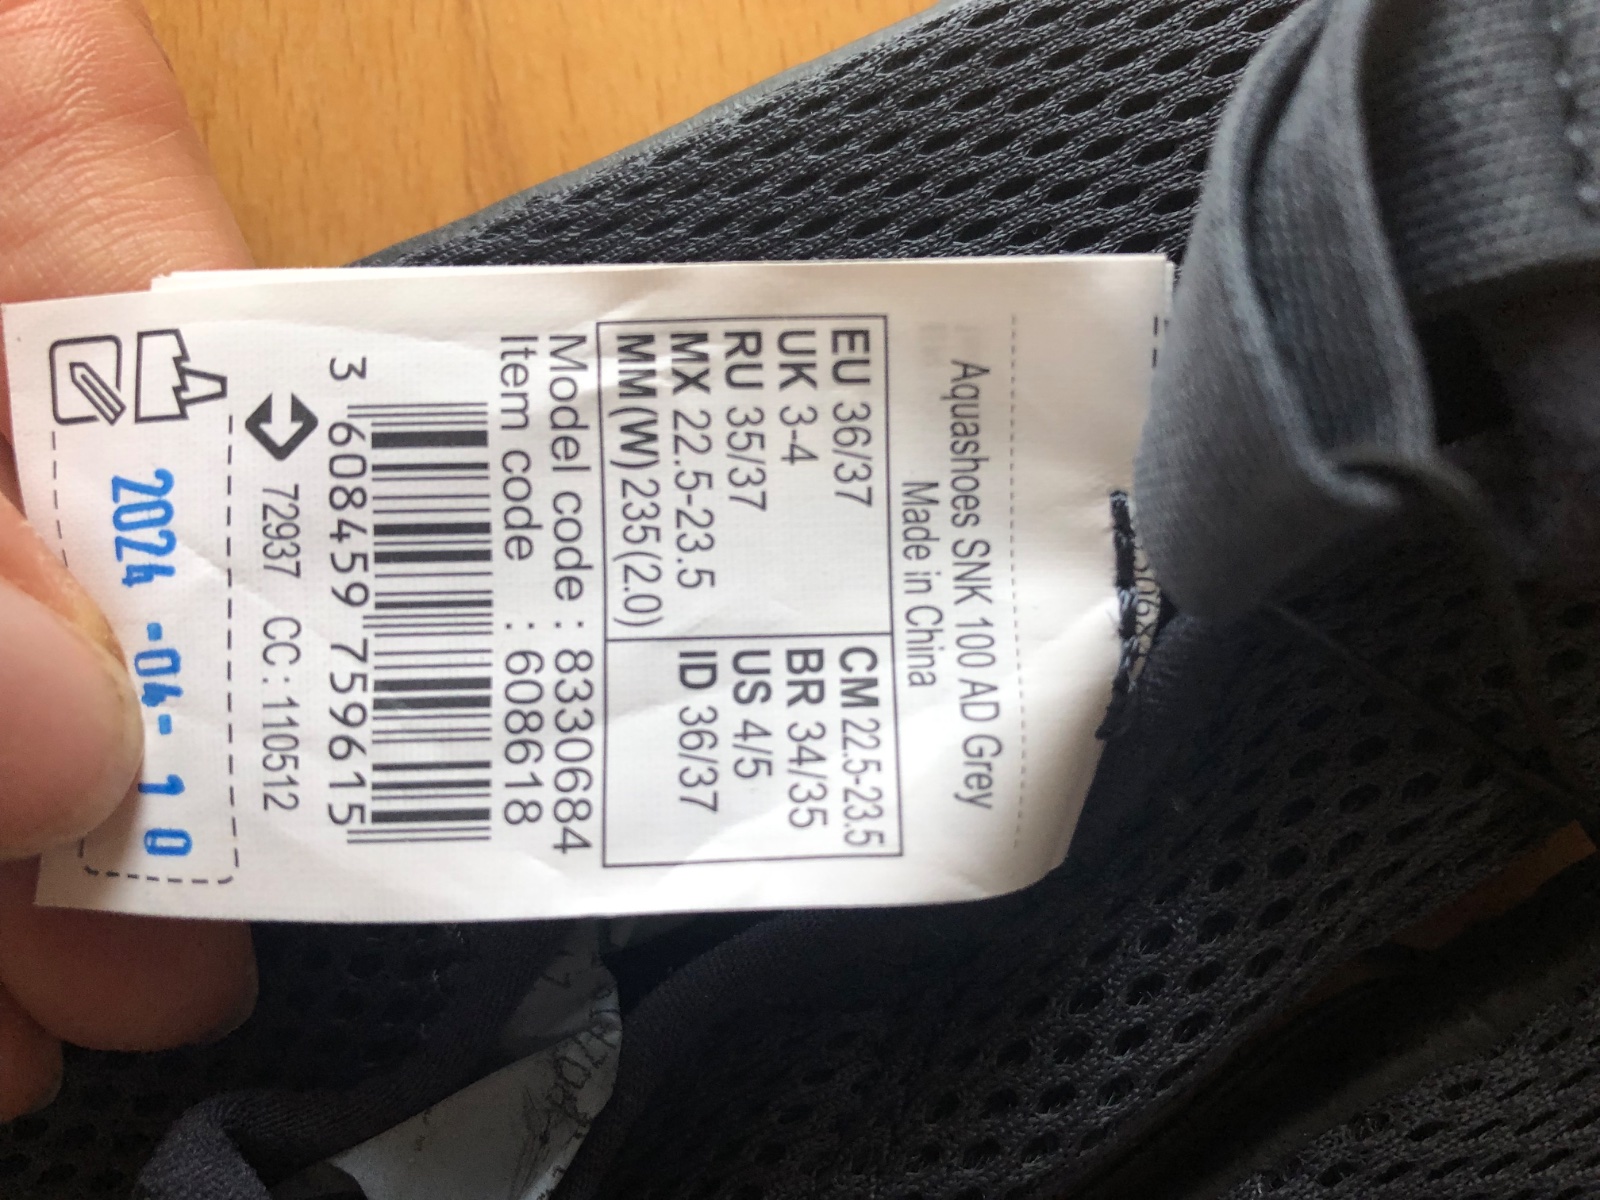 Aquashoes SNK 100 AD Grey
Made in China
EU 36/37
UK 3-4
RU 35/37
MX 22.5-23.5
MM(W)235(2.0)
CM 22.5-23.5
BR 34/35
US 4/5
ID 36/37
Model code : 8330684
Item code : 608618
3 608459 759615
72937 CC:110512
2024 -04- 10